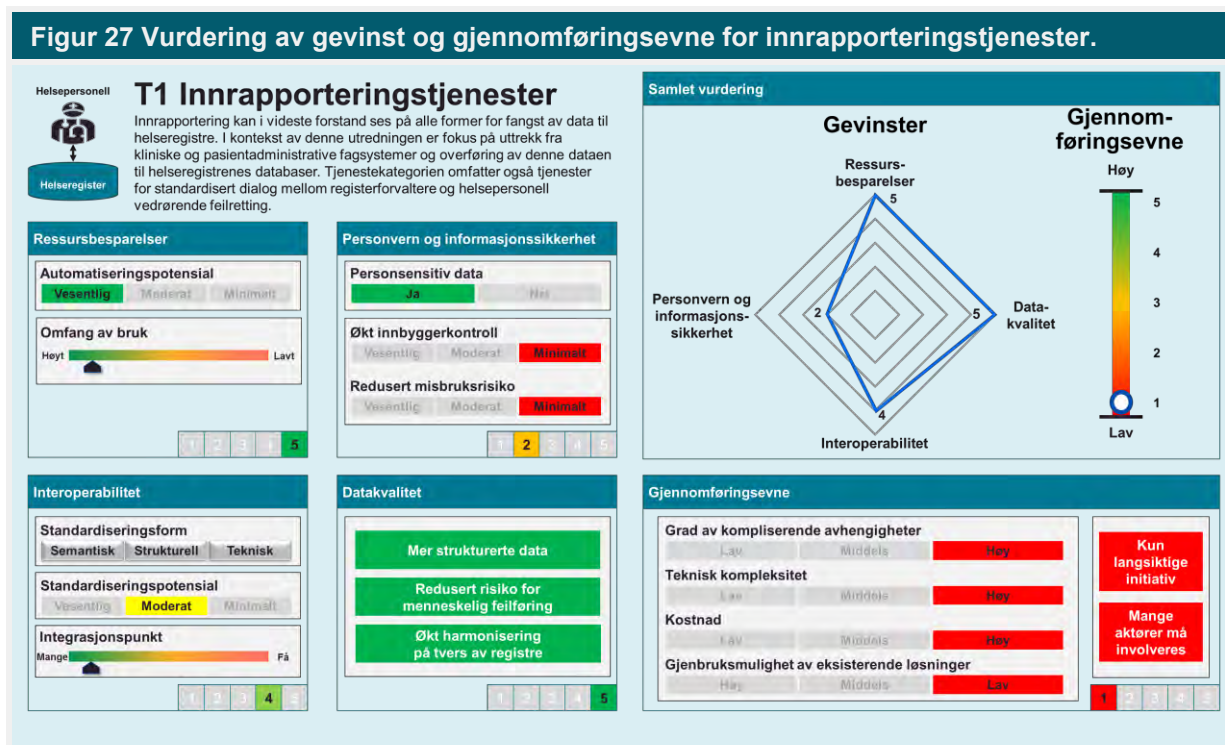 Figur 27 Vurdering av gevinst og gjennomføringsevne for innrapporteringstjenester.
Helsepersonell
Helseregister
T1 Innrapporteringstjenester
Innrapportering kan i videste forstand ses på alle former for fangst av data til
helseregistre. I kontekst av denne utredningen er fokus på uttrekk fra
kliniske og pasientadministrative fagsystemer og overføring av denne dataen
til helseregistrenes databaser. Tjenestekategorien omfatter også tjenester
for standardisert dialog mellom registerforvaltere og helsepersonell
vedrørende feilretting.
Ressursbesparelser
Automatiseringspotensial
Vesentlig Moderat Minimalt
Omfang av bruk
Høyt Lavt
1 2 3 4 5
Personvern og informasjonssikkerhet
Personsensitiv data
Ja Nei
Økt innbyggerkontroll
Vesentlig Moderat Minimalt
Redusert misbruksrisiko
Vesentlig Moderat Minimalt
1 2 3 4 5
Samlet vurdering
Gevinster
Ressurs-
besparelser
5
Personvern og
informasjons-
sikkerhet
2
5
Data-
kvalitet
4
Interoperabilitet
Gjennom-
føringsevne
Høy
5
4
3
2
1
Lav
Interoperabilitet
Standardiseringsform
Semantisk Strukturell Teknisk
Standardiseringspotensial
Vesentlig Moderat Minimalt
Integrasjonspunkt
Mange Få
1 2 3 4 5
Datakvalitet
Mer strukturerte data
Redusert risiko for
menneskelig feilføring
Økt harmonisering
på tvers av registre
1 2 3 4 5
Gjennomføringsevne
Grad av kompliserende avhengigheter
Lav Middels Høy
Teknisk kompleksitet
Lav Middels Høy
Kostnad
Lav Middels Høy
Gjenbruksmulighet av eksisterende løsninger
Høy Middels Lav
Kun
langsiktige
initiativ
Mange
aktører må
involveres
1 2 3 4 5